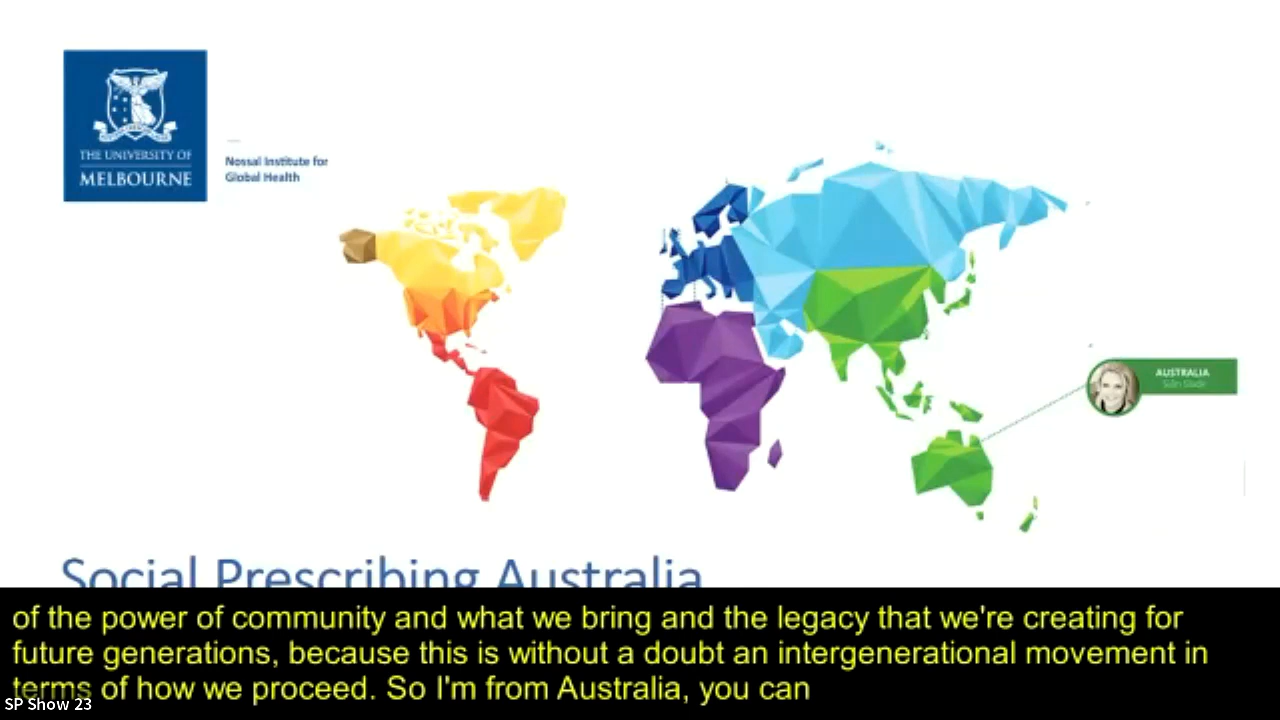 THE UNIVERSITY OF
MELBOURNE
Nossal Institute for
Global Health
AUSTRALIA
Siân Slade
Social Prescribing Australia
of the power of community and what we bring and the legacy that we're creating for
future generations, because this is without a doubt an intergenerational movement in
terms of how we proceed. So I'm from Australia, you can
SP Show 23